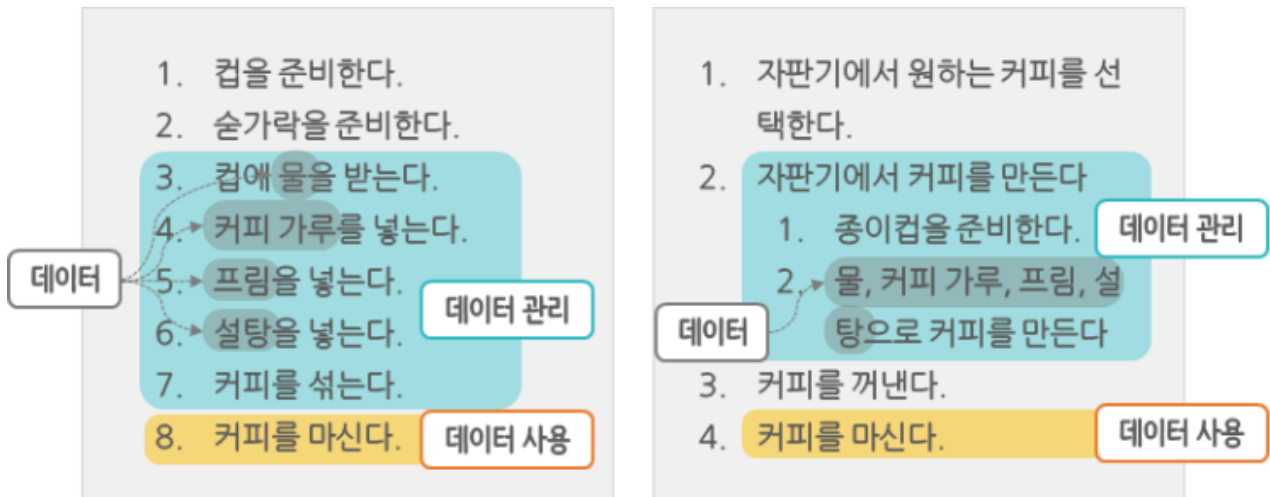 1. 컵을 준비한다.
2. 숟가락을 준비한다.
3. 컵에 물을 받는다.
4. 커피 가루를 넣는다.
데이터
5. 프림을 넣는다.
데이터 관리
6. 설탕을 넣는다.
7. 커피를 섞는다.
8. 커피를 마신다.
데이터 사용
1. 자판기에서 원하는 커피를 선
택한다.
2. 자판기에서 커피를 만든다
1. 종이컵을 준비한다.
데이터 관리
2. 물, 커피 가루, 프림, 설
데이터
탕으로 커피를 만든다
3. 커피를 꺼낸다.
4. 커피를 마신다.
데이터 사용